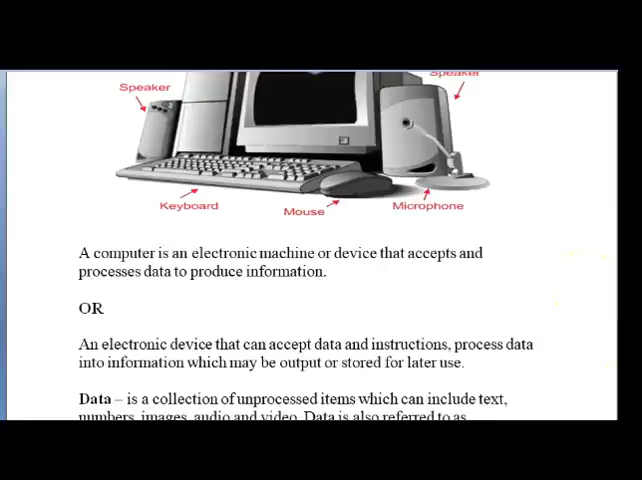 Speaker
Speaker
Keyboard
Mouse
Microphone
A computer is an electronic machine or device that accepts and
processes data to produce information.
OR
An electronic device that can accept data and instructions, process data
into information which may be output or stored for later use.
Data – is a collection of unprocessed items which can include text,
numbers, images, audio and video. Data is also referred to as